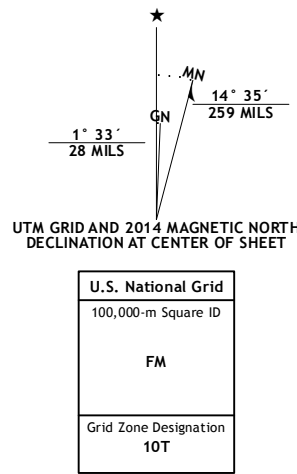 ★
MN
GN
1° 33´
28 MILS
14° 35´
259 MILS
UTM GRID AND 2014 MAGNETIC NORTH
DECLINATION AT CENTER OF SHEET
U.S. National Grid
100,000-m Square ID
FM
Grid Zone Designation
10T